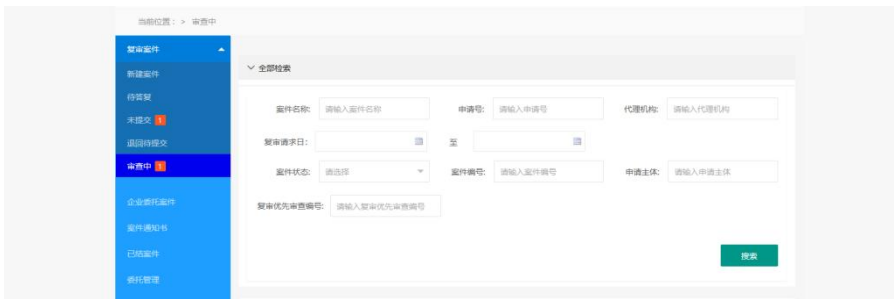 当前位置： > 审查中
复审案件
新建案件
待答复
未提交 1
退回待提交
审查中 1
企业委托案件
案件通知书
已结案件
委托管理
全部检索
案件名称: 请输入案件名称 申请号: 请输入申请号 代理机构: 请输入代理机构
复审请求日: 至
案件状态: 请选择 案件编号: 请输入案件编号 申请主体: 请输入申请主体
复审优先审查编号: 请输入复审优先审查编号
搜索